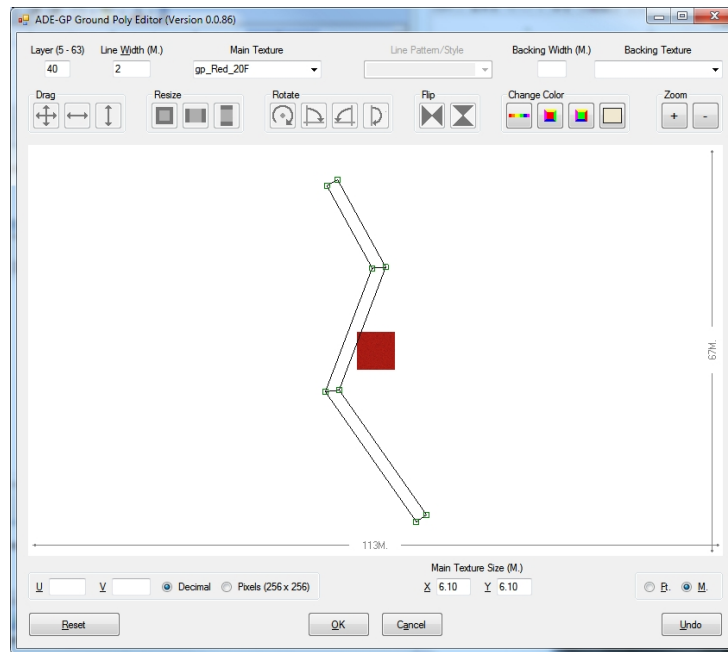 ADE-GP Ground Poly Editor (Version 0.0.86)
Layer (5 - 63) Line Width (M.) Main Texture Line Pattern/Style Backing Width (M.) Backing Texture
40 2 gp_Red_20F
Drag Resize Rotate Flip Change Color Zoom
+ -
67M.
113M.
Main Texture Size (M.)
U V Decimal Pixels (256 x 256) X 6.10 Y 6.10 Ft. M.
Reset OK Cancel Undo